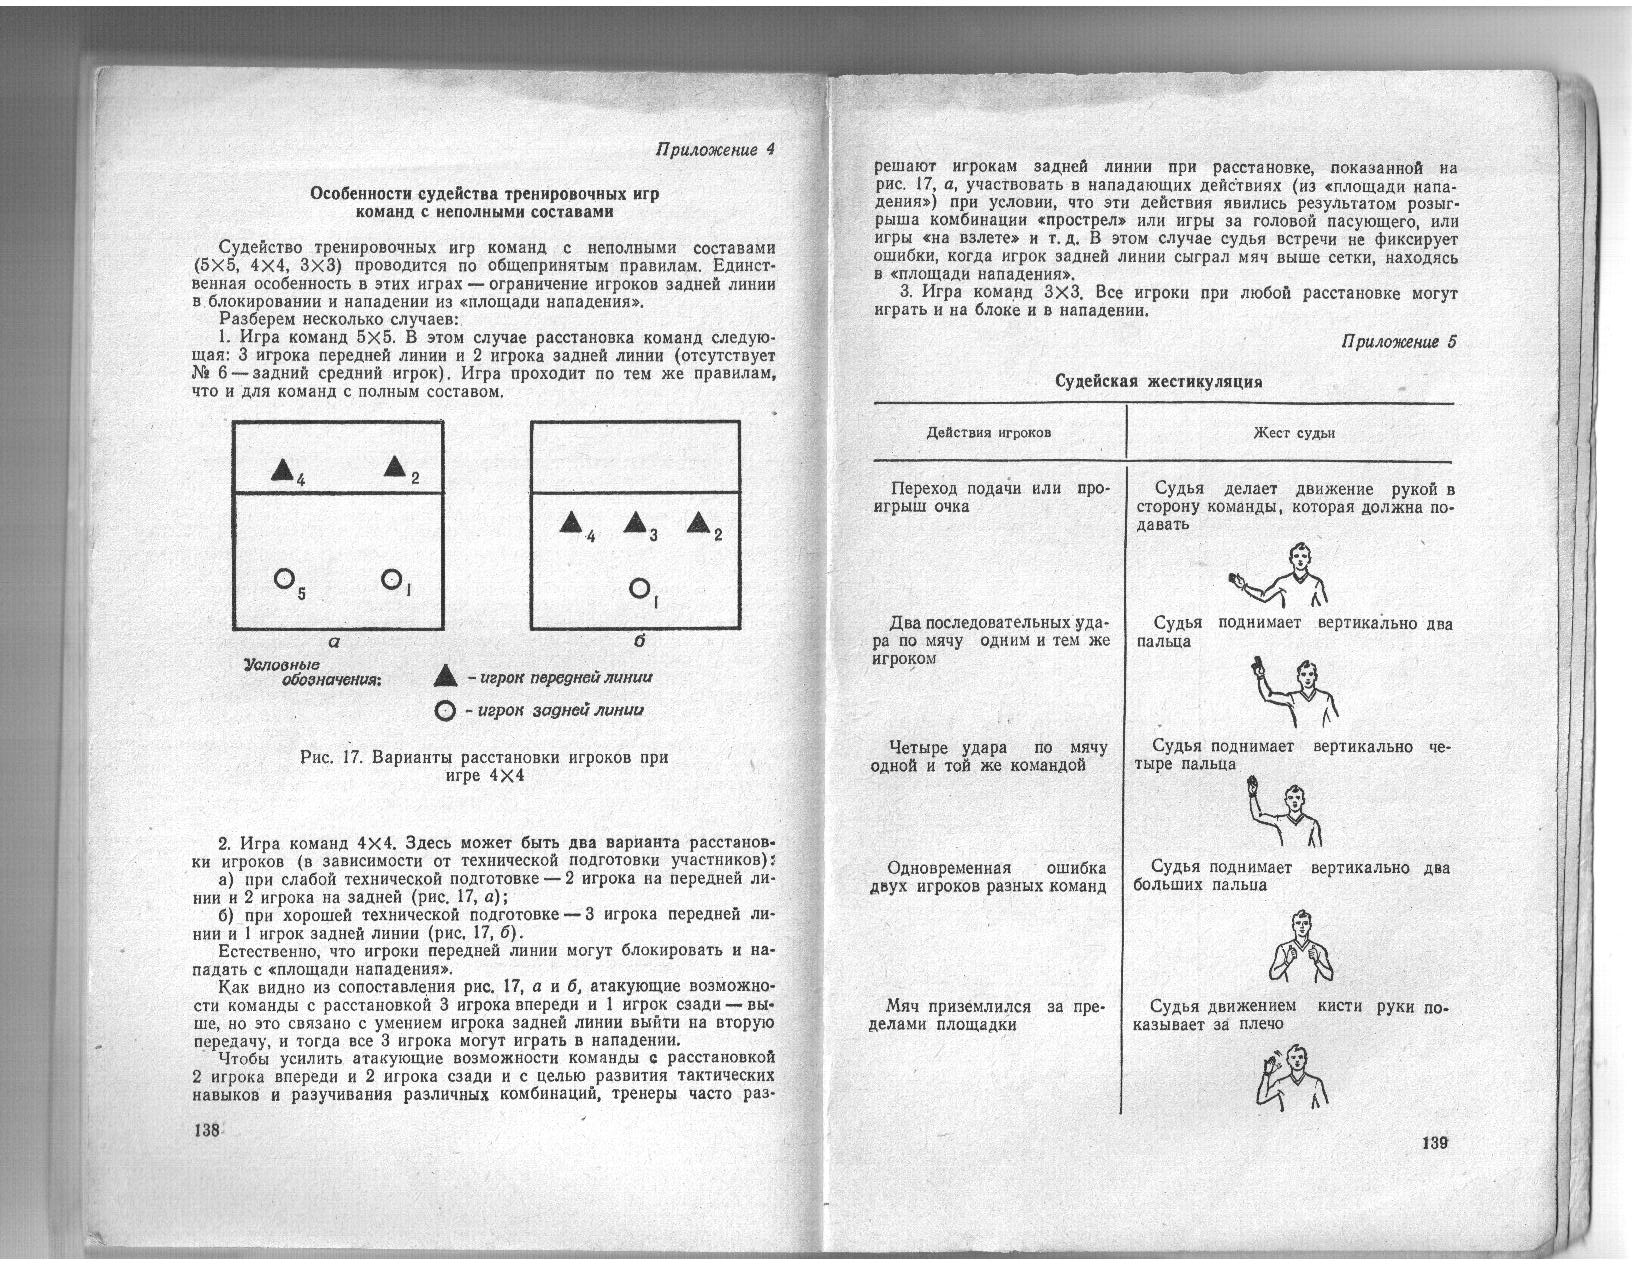 Приложение 4
Особенности судейства тренировочных игр
команд с неполными составами
Судейство тренировочных игр команд с неполными составами
(5×5, 4×4, 3×3) проводится по общепринятым правилам. Единст-
венная особенность в этих играх — ограничение игроков задней линии
в блокировании и нападении из «площади нападения».
Разберем несколько случаев:
1. Игра команд 5×5. В этом случае расстановка команд следую-
щая: 3 игрока передней линии и 2 игрока задней линии (отсутствует
№ 6 — задний средний игрок). Игра проходит по тем же правилам,
что и для команд с полным составом.
4 2
5 1
а
4 3 2
1
б
Условные
обозначения:
- игрок передней линии
- игрок задней линии
Рис. 17. Варианты расстановки игроков при
игре 4×4
2. Игра команд 4×4. Здесь может быть два варианта расстанов-
ки игроков (в зависимости от технической подготовки участников):
а) при слабой технической подготовке — 2 игрока на передней ли-
нии и 2 игрока на задней (рис. 17, а);
б) при хорошей технической подготовке — 3 игрока передней ли-
нии и 1 игрок задней линии (рис. 17, б).
Естественно, что игроки передней линии могут блокировать и на-
падать с «площади нападения».
Как видно из сопоставления рис. 17, а и б, атакующие возможно-
сти команды с расстановкой 3 игрока впереди и 1 игрок сзади — вы-
ше, но это связано с умением игрока задней линии выйти на вторую
передачу, и тогда все 3 игрока могут играть в нападении.
Чтобы усилить атакующие возможности команды с расстановкой
2 игрока впереди и 2 игрока сзади и с целью развития тактических
навыков и разучивания различных комбинаций, тренеры часто раз-
138
решают игрокам задней линии при расстановке, показанной на
рис. 17, а, участвовать в нападающих действиях (из «площади напа-
дения») при условии, что эти действия явились результатом розыг-
рыша комбинации «прострел» или игры за головой пасующего, или
игры «на взлете» и т. д. В этом случае судья встречи не фиксирует
ошибки, когда игрок задней линии сыграл мяч выше сетки, находясь
в «площади нападения».
3. Игра команд 3×3. Все игроки при любой расстановке могут
играть и на блоке и в нападении.
Приложение 5
Судейская жестикуляция
Действия игроков
Жест судьи
Переход подачи или про-
игрыш очка
Судья делает движение рукой в
сторону команды, которая должна по-
давать
Два последовательных уда-
ра по мячу одним и тем же
игроком
Судья поднимает вертикально два
пальца
Четыре удара по мячу
одной и той же командой
Судья поднимает вертикально че-
тыре пальца
Одновременная ошибка
двух игроков разных команд
Судья поднимает вертикально два
больших пальца
Мяч приземлился за пре-
делами площадки
Судья движением кисти руки по-
казывает за плечо
139